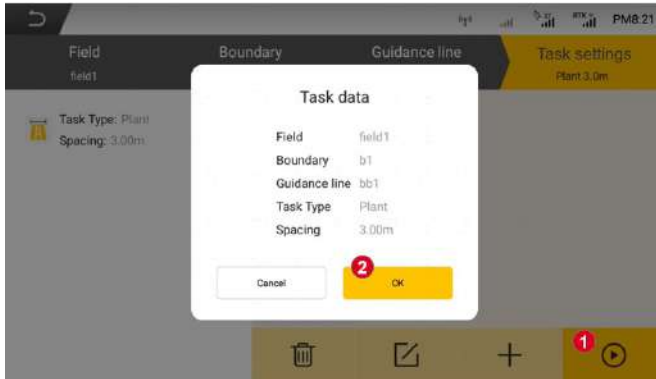 PM8:21
Field
field1
Boundary
Guidance line
Task settings
Plant 3.0m
Task Type: Plant
Spacing: 3.00m
Task data
Field field1
Boundary b1
Guidance line bb1
Task Type Plant
Spacing 3.00m
2
Cancel
OK
1